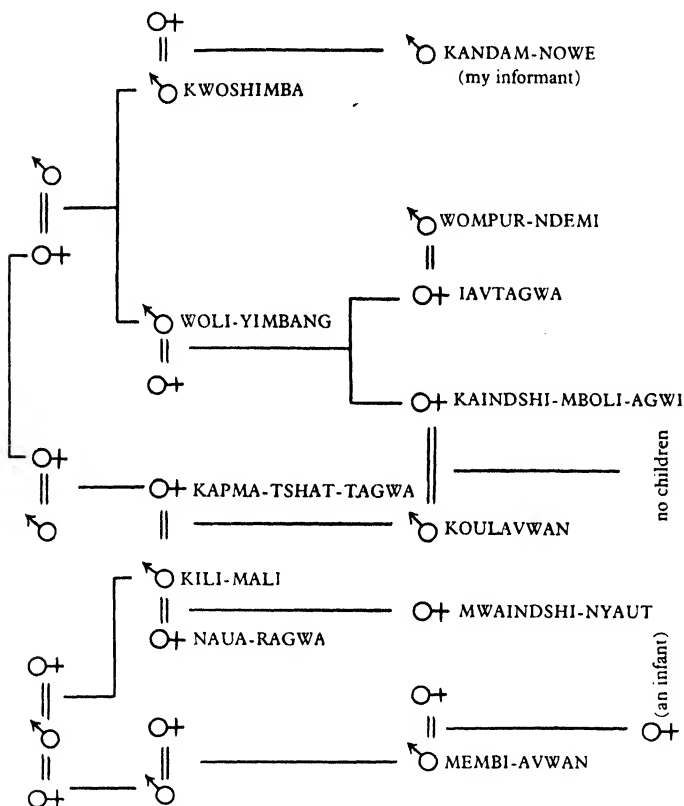 KANDAM-NOWE
(my informant)
KWOSHIMBA
WOMPUR-NDEMI
IAVTAGWA
WOLI-YIMBANG
KAINDSHI-MBOLI-AGWI
no children
KAPMA-TSHAT-TAGWA
KOULAVWAN
KILI-MALI
MWAINDSHI-NYAUT
NAUA-RAGWA
(an infant)
MEMBI-AVWAN